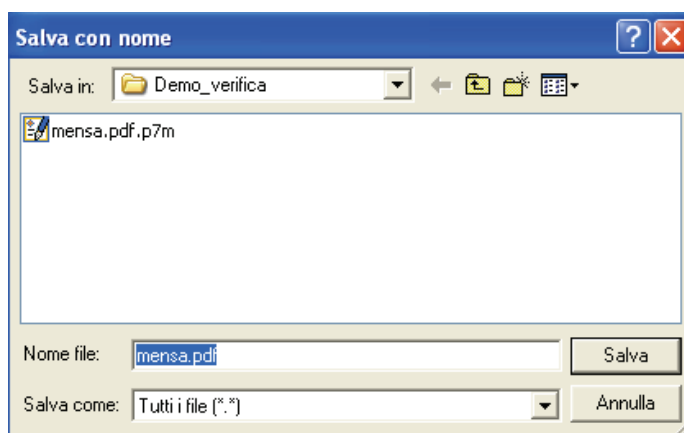 Salva con nome
Salva in: Demo_verifica
mensa.pdf.p7m
Nome file: mensa.pdf Salva
Salva come: Tutti i file (*.*) Annulla